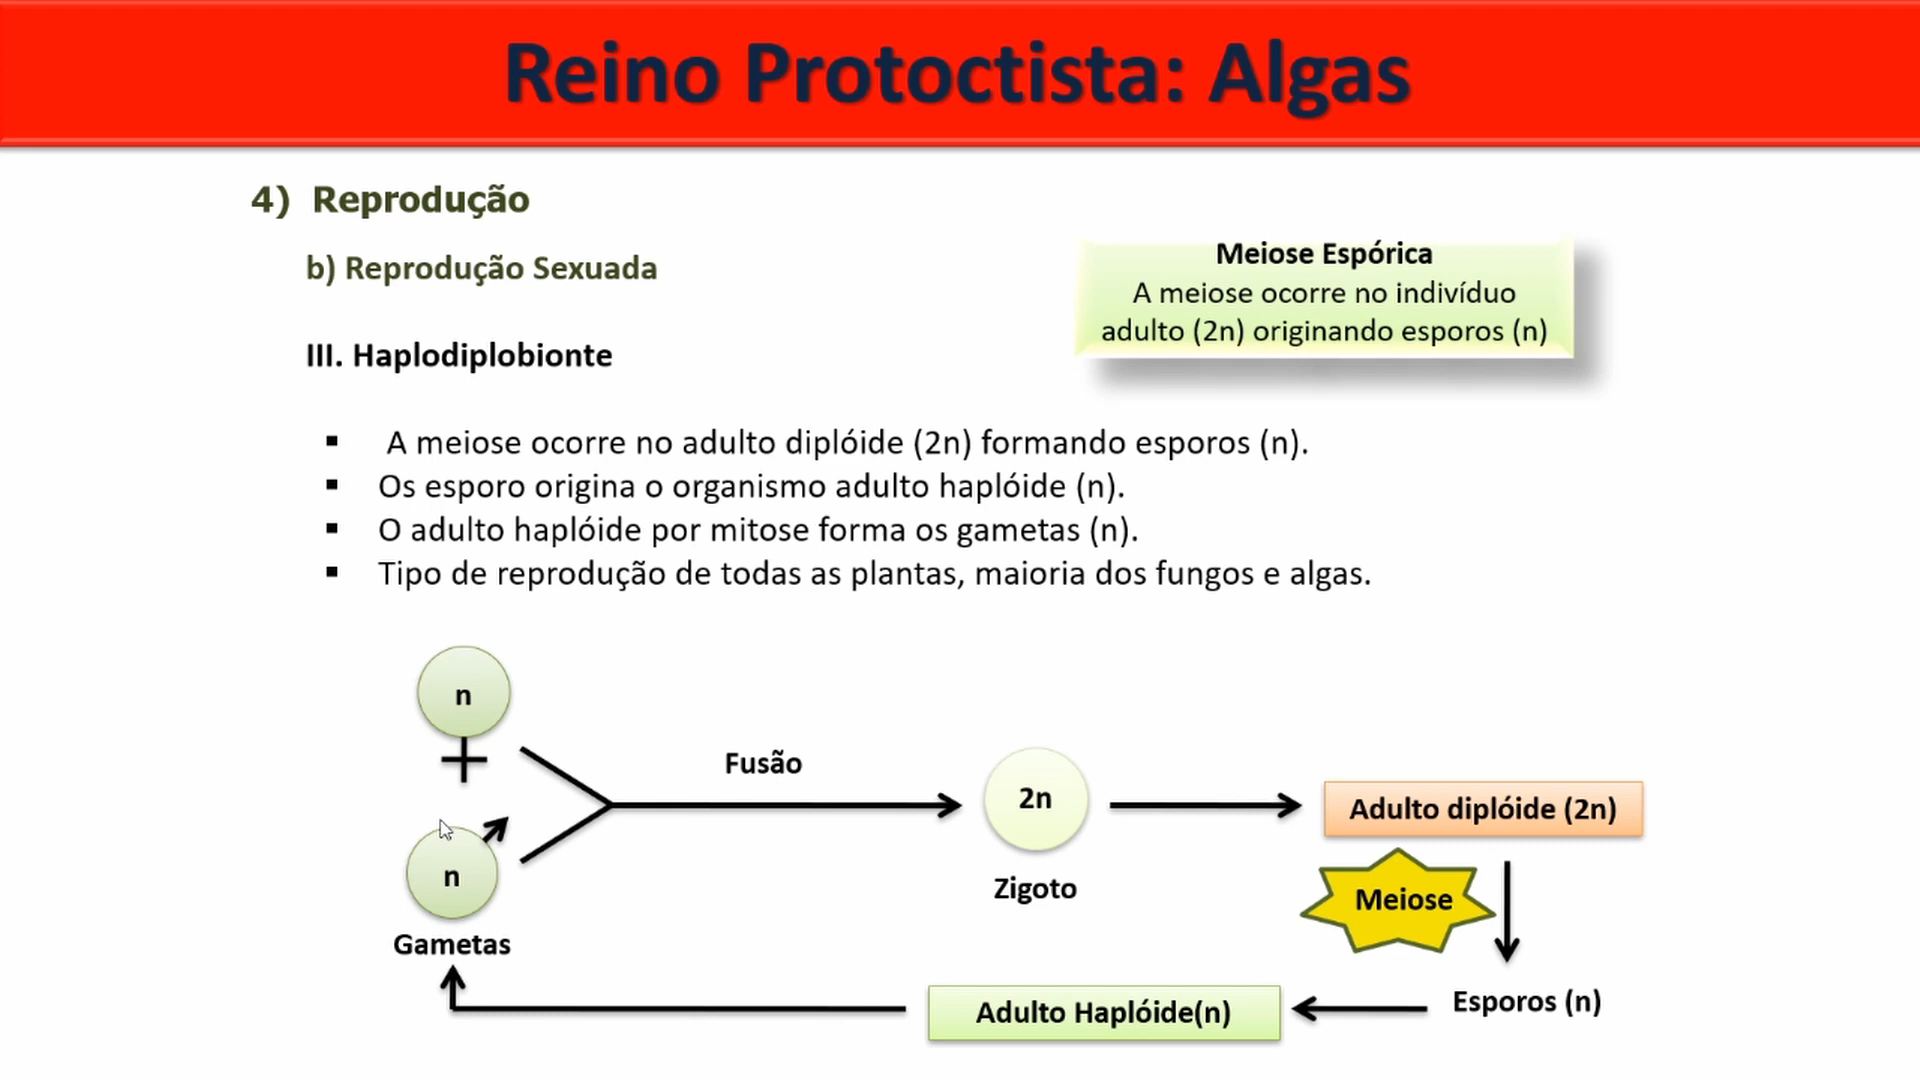 Reino Protoctista: Algas
4) Reprodução
b) Reprodução Sexuada
Meiose Espórica
A meiose ocorre no indivíduo
adulto (2n) originando esporos (n)
III. Haplodiplobionte
▪ A meiose ocorre no adulto diplóide (2n) formando esporos (n).
▪ Os esporo origina o organismo adulto haplóide (n).
▪ O adulto haplóide por mitose forma os gametas (n).
▪ Tipo de reprodução de todas as plantas, maioria dos fungos e algas.
n
Fusão
2n
Adulto diplóide (2n)
n
Zigoto
Meiose
Gametas
Esporos (n)
Adulto Haplóide(n)